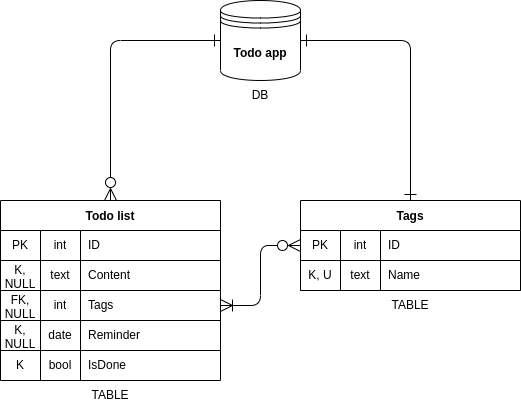 Todo app
DB
Todo list
PK int ID
K, NULL text Content
FK, NULL int Tags
K, NULL date Reminder
K bool IsDone
TABLE
Tags
PK int ID
K, U text Name
TABLE